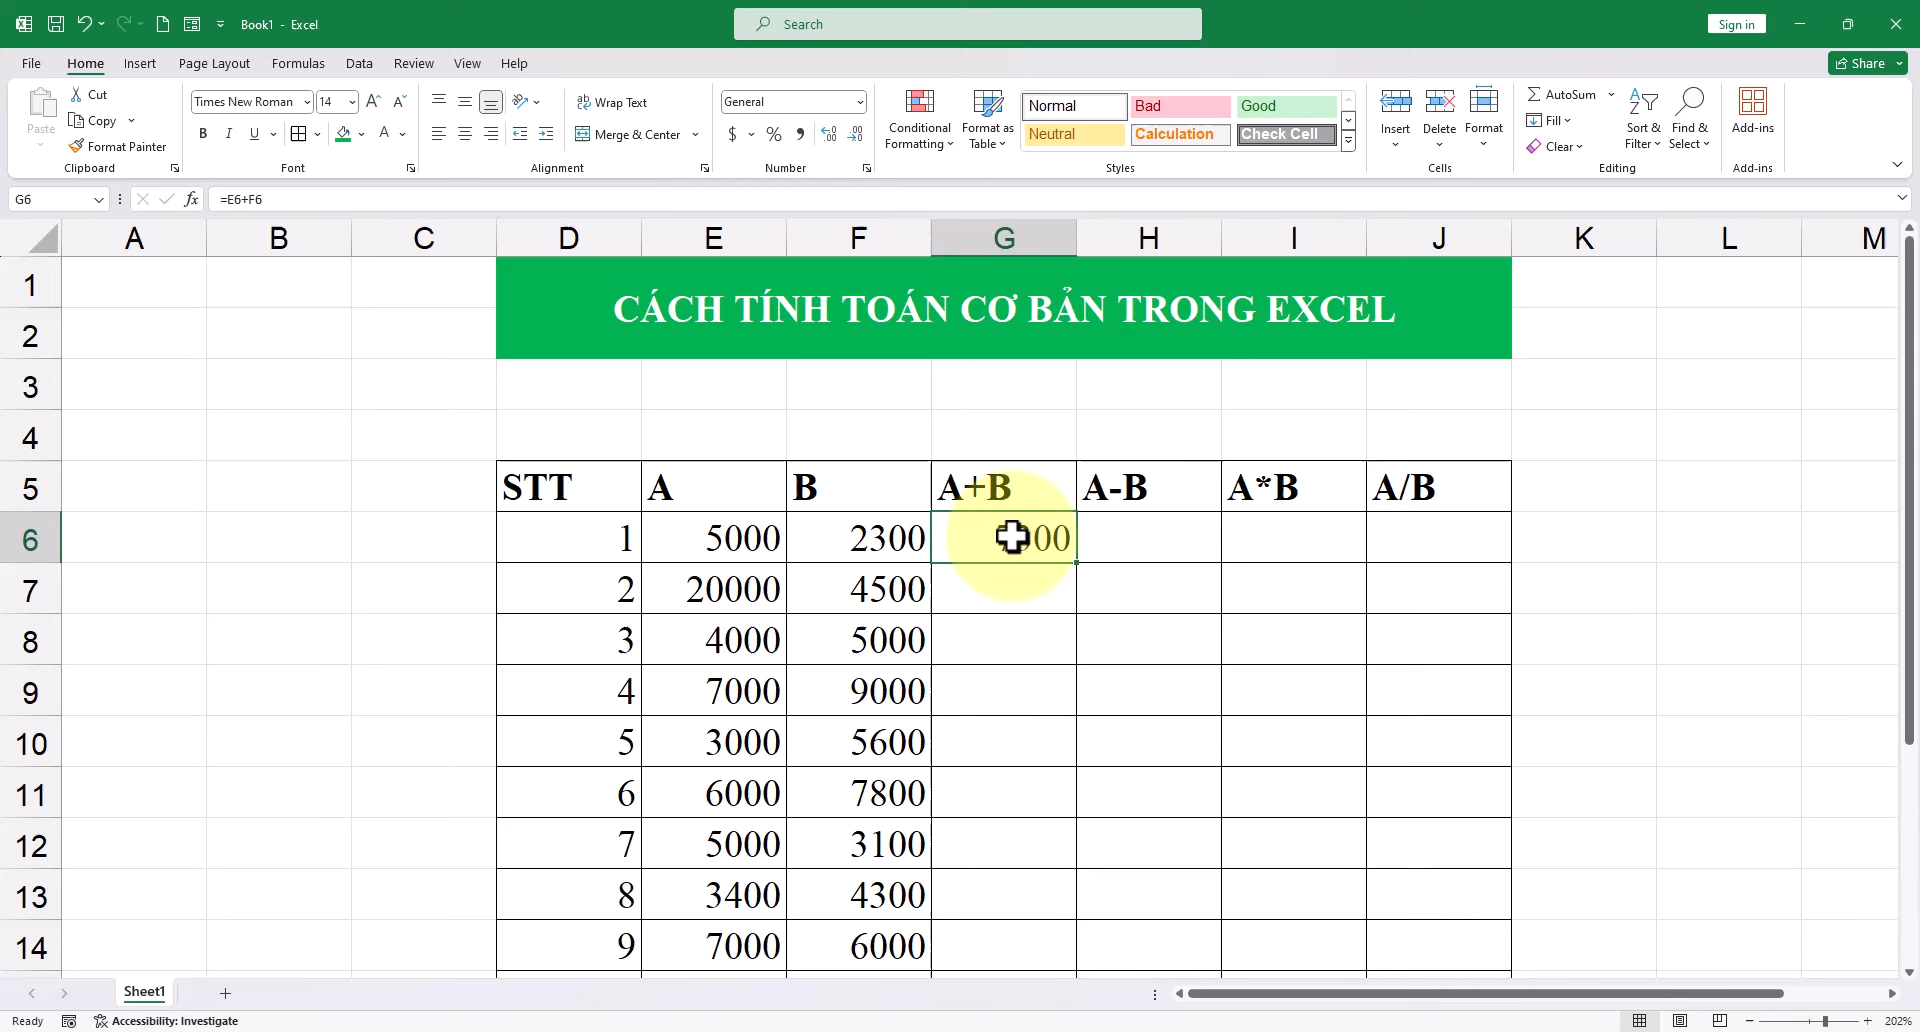 Book1 - Excel
Search
Sign in
File Home Insert Page Layout Formulas Data Review View Help
Share
Paste
Cut
Copy
Format Painter
Clipboard
Times New Roman 14
B I U
Font
Wrap Text
Merge & Center
Alignment
General
$ % ,
Number
Conditional Formatting
Format as Table
Normal Bad Good
Neutral Calculation Check Cell
Styles
Insert Delete Format
Cells
AutoSum
Fill
Clear
Sort & Filter
Find & Select
Editing
Add-ins
Add-ins
G6 fx =E6+F6
A B C D E F G H I J K L M
1
CÁCH TÍNH TOÁN CƠ BẢN TRONG EXCEL
2
3
4
5 STT A B A+B A-B A*B A/B
6 1 5000 2300
7 2 20000 4500
8 3 4000 5000
9 4 7000 9000
10 5 3000 5600
11 6 6000 7800
12 7 5000 3100
13 8 3400 4300
14 9 7000 6000
Sheet1
Ready Accessibility: Investigate 202%